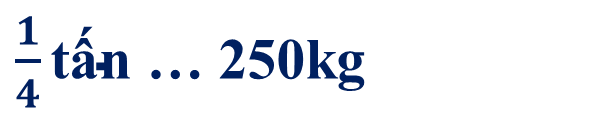 1/4 tấn … 250kg